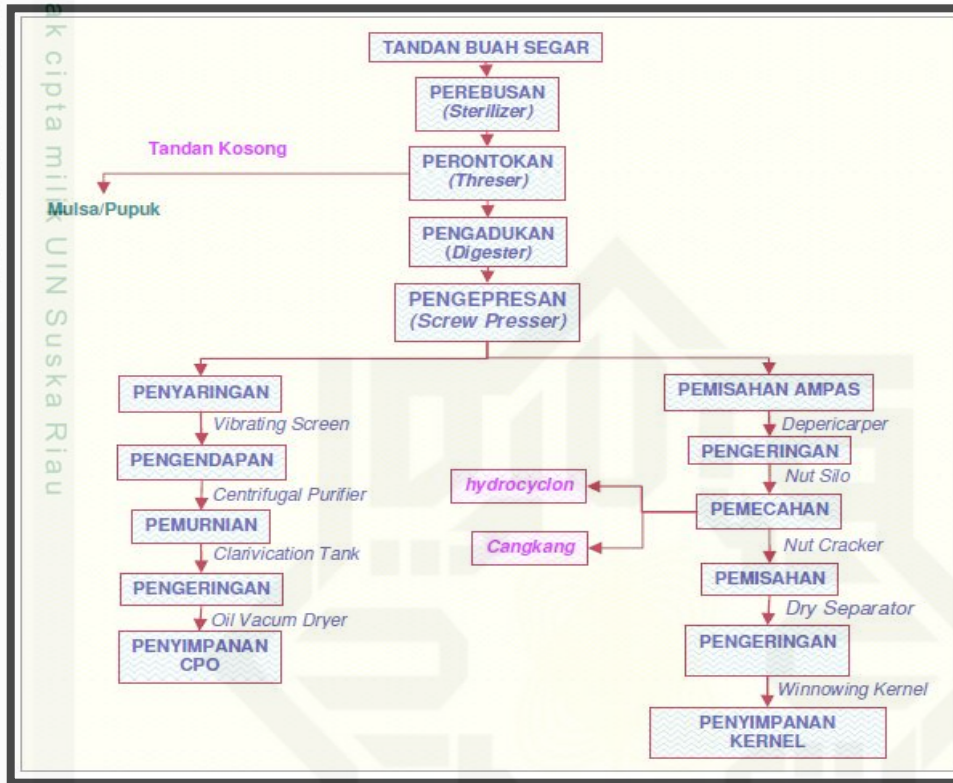 ak cipta milik UIN Suska Riau
TANDAN BUAH SEGAR
PEREBUSAN
(Sterilizer)
Tandan Kosong
PERONTOKAN
(Threser)
Mulsa/Pupuk
PENGADUKAN
(Digester)
PENGEPRESAN
(Screw Presser)
PENYARINGAN
Vibrating Screen
PENGENDAPAN
Centrifugal Purifier
PEMURNIAN
Clarivication Tank
PENGERINGAN
Oil Vacum Dryer
PENYIMPANAN
CPO
PEMISAHAN AMPAS
Depericarper
PENGERINGAN
Nut Silo
hydrocyclon
PEMECAHAN
Cangkang
Nut Cracker
PEMISAHAN
Dry Separator
PENGERINGAN
Winnowing Kernel
PENYIMPANAN
KERNEL